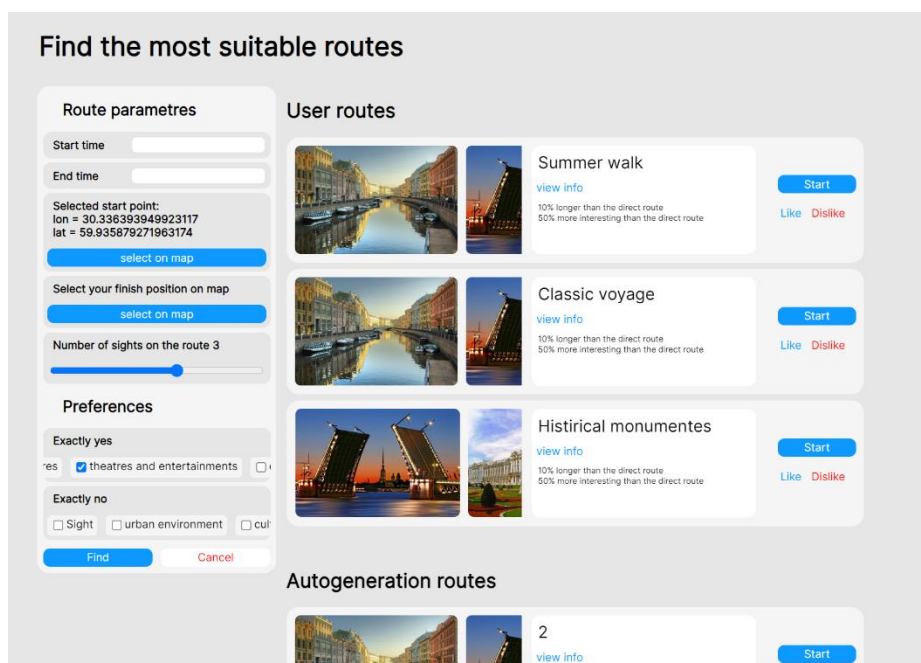 Find the most suitable routes
Route parametres
Start time
End time
Selected start point:
lon = 30.336393949923117
lat = 59.935879271963174
select on map
Select your finish position on map
select on map
Number of sights on the route 3
Preferences
Exactly yes
res theatres and entertainments
Exactly no
Sight urban environment cul
Find Cancel
User routes
Summer walk
view info
10% longer than the direct route
50% more interesting than the direct route
Start
Like Dislike
Classic voyage
view info
10% longer than the direct route
50% more interesting than the direct route
Start
Like Dislike
Histirical monumentes
view info
10% longer than the direct route
50% more interesting than the direct route
Start
Like Dislike
Autogeneration routes
2
view info
Start